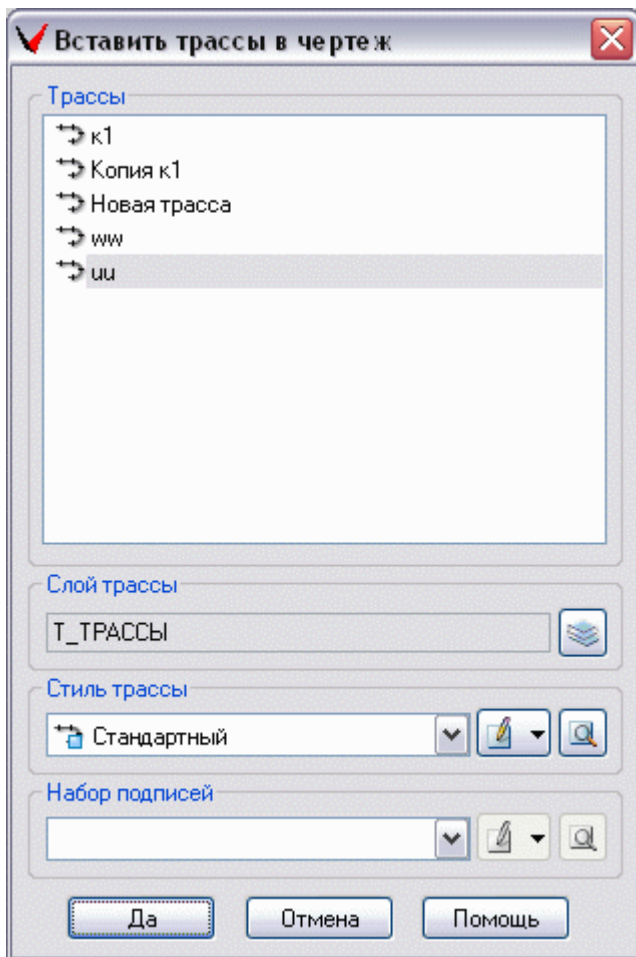 Вставить трассы в чертеж
Трассы
к1
Копия к1
Новая трасса
ww
uu
Слой трассы
Т_ТРАССЫ
Стиль трассы
Стандартный
Набор подписей
Да
Отмена
Помощь